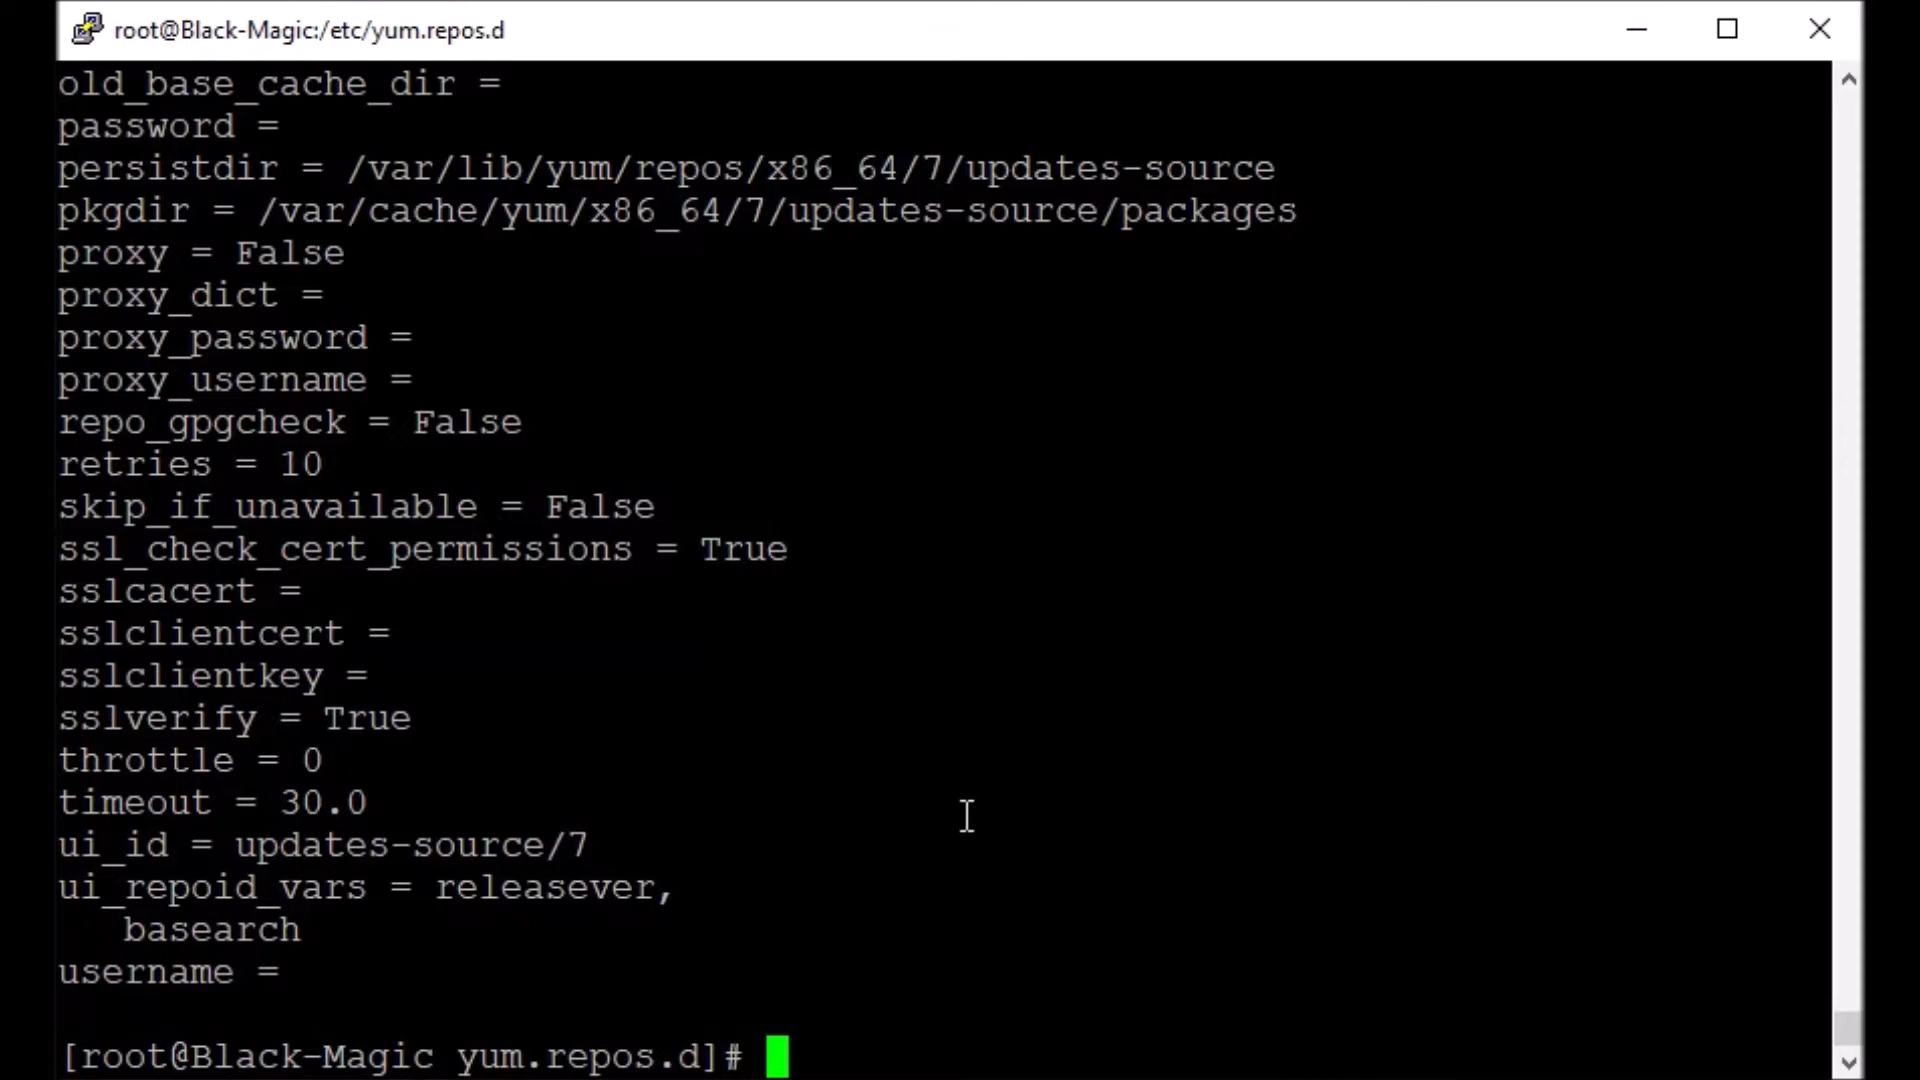 root@Black-Magic:/etc/yum.repos.d
old_base_cache_dir =
password =
persistdir = /var/lib/yum/repos/x86_64/7/updates-source
pkgdir = /var/cache/yum/x86_64/7/updates-source/packages
proxy = False
proxy_dict =
proxy_password =
proxy_username =
repo_gpgcheck = False
retries = 10
skip_if_unavailable = False
ssl_check_cert_permissions = True
sslcacert =
sslclientcert =
sslclientkey =
sslverify = True
throttle = 0
timeout = 30.0
ui_id = updates-source/7
ui_repoid_vars = releasever,
   basearch
username =
[root@Black-Magic yum.repos.d]#